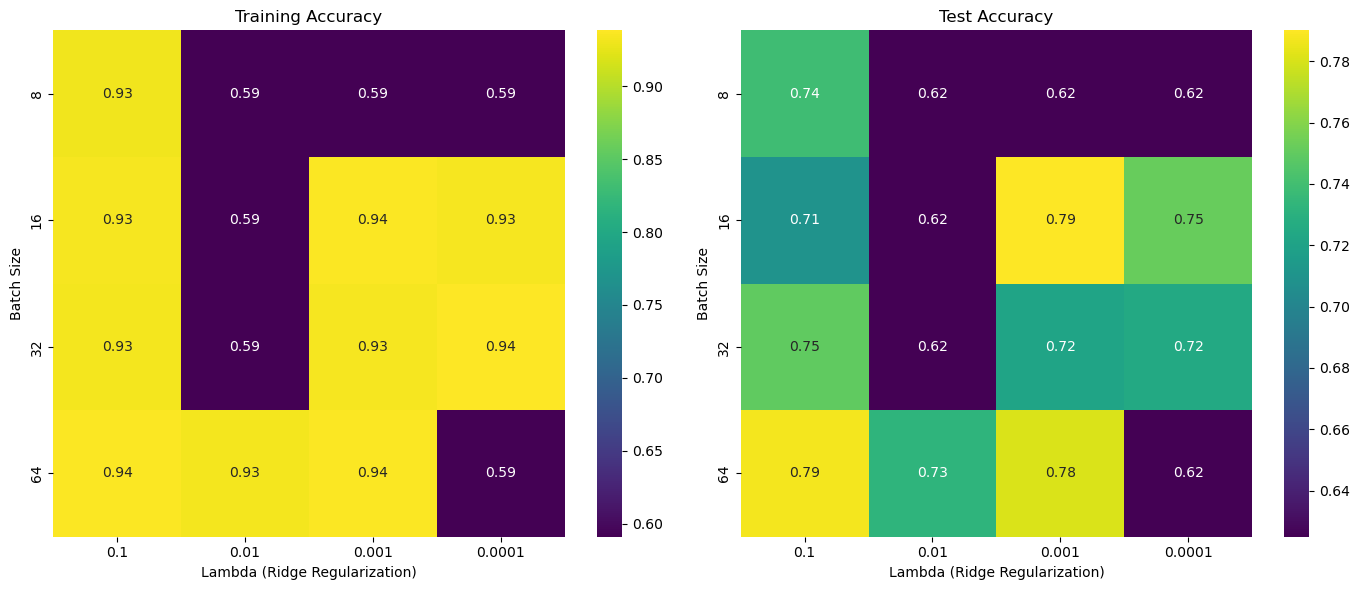 Training Accuracy
8 0.93 0.59 0.59 0.59
16 0.93 0.59 0.94 0.93
32 0.93 0.59 0.93 0.94
64 0.94 0.93 0.94 0.59
0.1 0.01 0.001 0.0001
Batch Size
Lambda (Ridge Regularization)
0.90
0.85
0.80
0.75
0.70
0.65
0.60
Test Accuracy
8 0.74 0.62 0.62 0.62
16 0.71 0.62 0.79 0.75
32 0.75 0.62 0.72 0.72
64 0.79 0.73 0.78 0.62
0.1 0.01 0.001 0.0001
Batch Size
Lambda (Ridge Regularization)
0.78
0.76
0.74
0.72
0.70
0.68
0.66
0.64